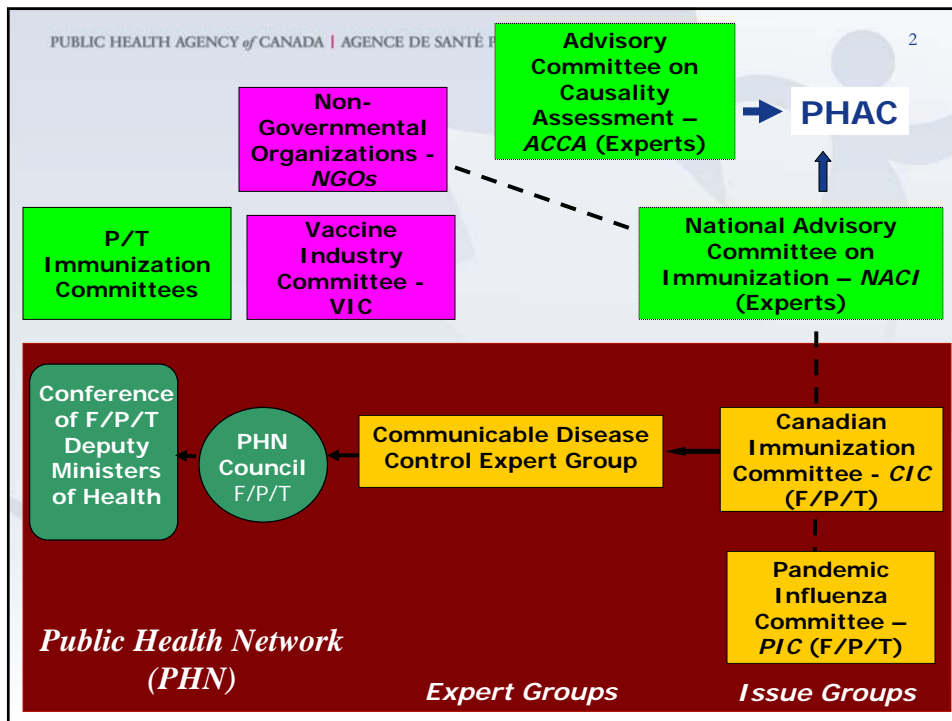 PUBLIC HEALTH AGENCY of CANADA | AGENCE DE SANTÉ P
2
Advisory
Committee on
Causality
Assessment –
ACCA (Experts)
PHAC
Non-
Governmental
Organizations -
NGOs
P/T
Immunization
Committees
Vaccine
Industry
Committee -
VIC
National Advisory
Committee on
Immunization – NACI
(Experts)
Conference
of F/P/T
Deputy
Ministers
of Health
PHN
Council
F/P/T
Communicable Disease
Control Expert Group
Canadian
Immunization
Committee - CIC
(F/P/T)
Pandemic
Influenza
Committee –
PIC (F/P/T)
Public Health Network
(PHN)
Expert Groups
Issue Groups